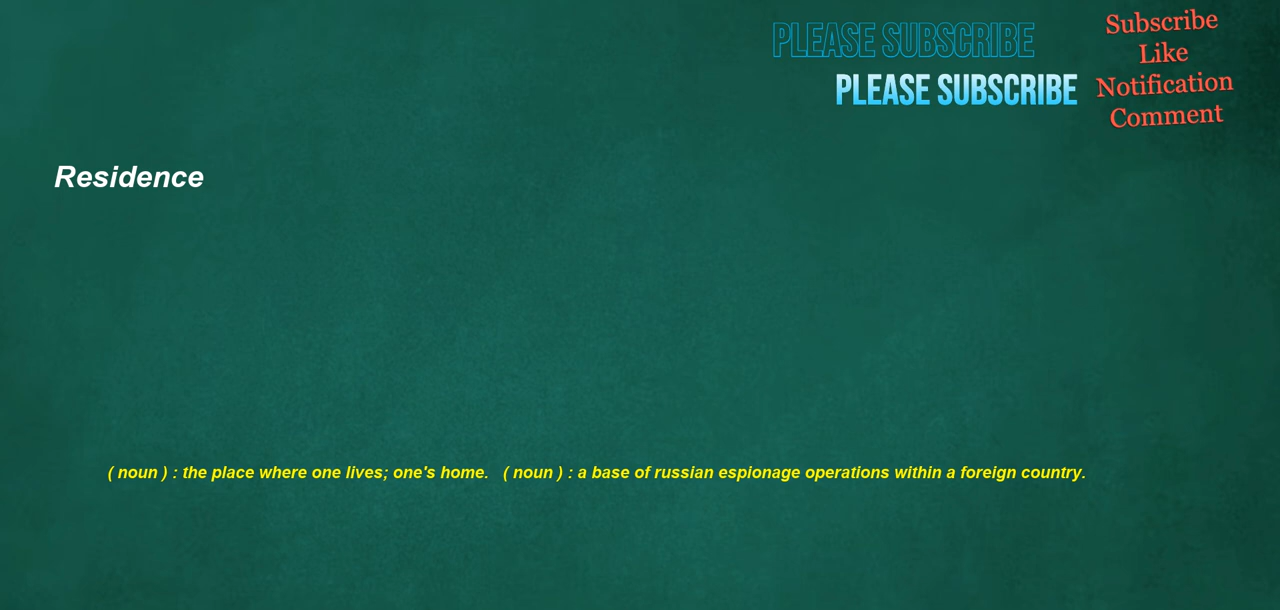 PLEASE SUBSCRIBE
PLEASE SUBSCRIBE
Subscribe
Like
Notification
Comment
Residence
( noun ) : the place where one lives; one's home. ( noun ) : a base of russian espionage operations within a foreign country.